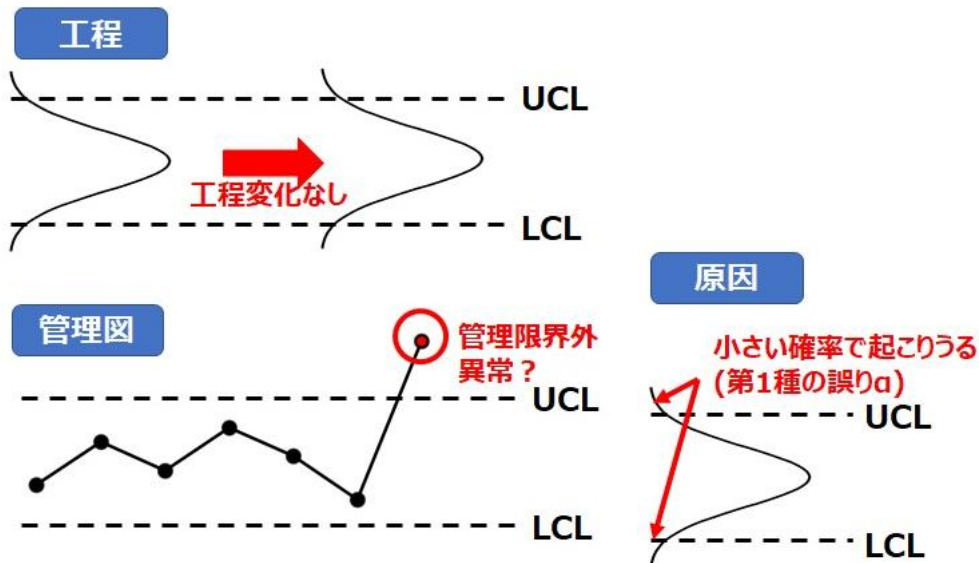 工程
UCL
工程変化なし
LCL
管理図
管理限界外
異常？
UCL
LCL
原因
小さい確率で起こりうる
(第1種の誤りα)
UCL
LCL